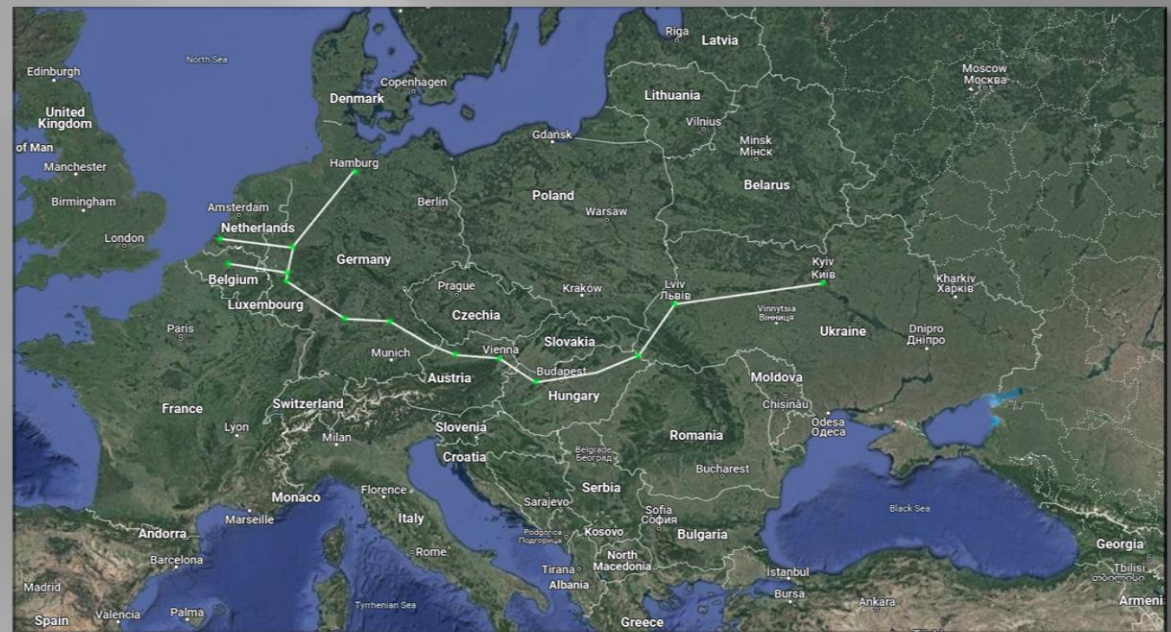 Riga
Latvia
Moscow
Москва
Edinburgh
North Sea
Copenhagen
Denmark
Lithuania
Vilnius
United
Kingdom
Gdańsk
Minsk
Мінск
of Man
Manchester
Hamburg
Belarus
Birmingham
Amsterdam
Berlin
Poland
Warsaw
London
Netherlands
Germany
Kyiv
Київ
Belgium
Kharkiv
Харків
Prague
Kraków
Lviv
Львів
Luxembourg
Czechia
Vinnytsia
Вінниця
Ukraine
Dnipro
Дніпро
Paris
Slovakia
Munich
Vienna
Budapest
Austria
Moldova
Hungary
France
Switzerland
Chisinau
Odesa
Одеса
Lyon
Slovenia
Milan
Romania
Croatia
Belgrade
Београд
Bucharest
Florence
Serbia
Monaco
Sarajevo
Black Sea
Marseille
Italy
Sofia
София
Andorra
Podgorica
Подгорица
Kosovo
Bulgaria
Georgia
Rome
North
Macedonia
Barcelona
Tirana
Istanbul
Tbilisi
თბილისი
Madrid
Albania
Bursa
Ankara
Armeni
Valencia
Palma
Tyrrhenian Sea
Spain
Greece